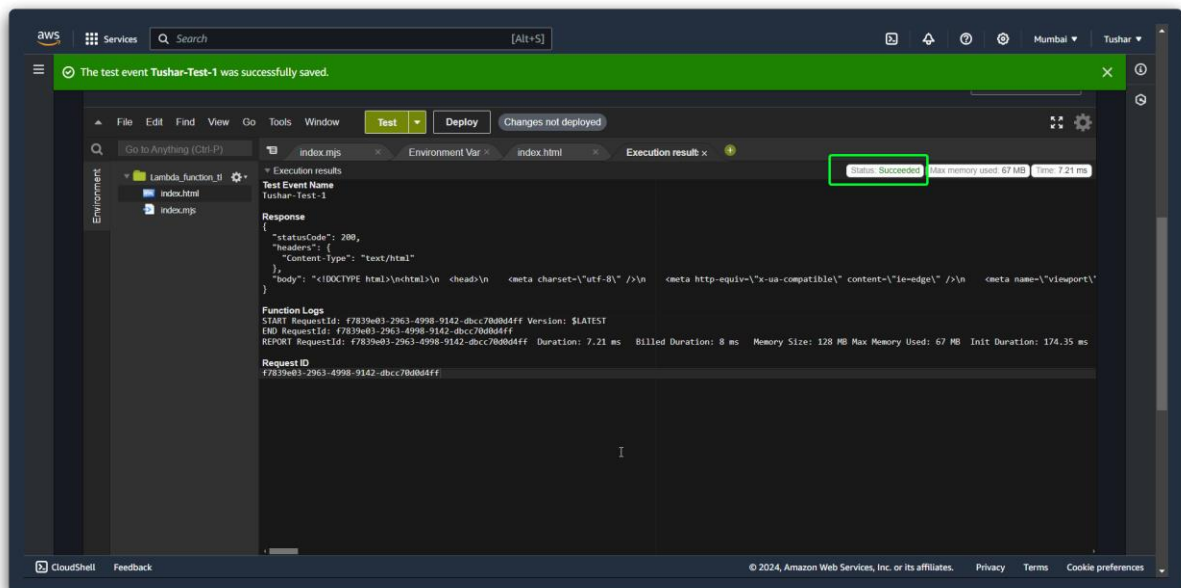 aws Services Search [Alt+S] Mumbai Tushar
The test event Tushar-Test-1 was successfully saved.
File Edit Find View Go Tools Window Test Deploy Changes not deployed
Go to Anything (Ctrl-P) index.mjs Environment Var index.html Execution result
Environment
Lambda_function_tl
index.html
index.mjs
Execution results Status: Succeeded Max memory used: 67 MB Time: 7.21 ms
Test Event Name
Tushar-Test-1
Response
{
"statusCode": 200,
"headers": {
"Content-Type": "text/html"
},
"body": "<!DOCTYPE html>\n<html>\n <head>\n <meta charset=\"utf-8\" />\n <meta http-equiv=\"x-ua-compatible\" content=\"ie=edge\" />\n <meta name=\"viewport\"
}
Function Logs
START RequestId: f7839e03-2963-4998-9142-dbcc70d0d4ff Version: $LATEST
END RequestId: f7839e03-2963-4998-9142-dbcc70d0d4ff
REPORT RequestId: f7839e03-2963-4998-9142-dbcc70d0d4ff Duration: 7.21 ms Billed Duration: 8 ms Memory Size: 128 MB Max Memory Used: 67 MB Init Duration: 174.35 ms
Request ID
f7839e03-2963-4998-9142-dbcc70d0d4ff
CloudShell Feedback © 2024, Amazon Web Services, Inc. or its affiliates. Privacy Terms Cookie preferences